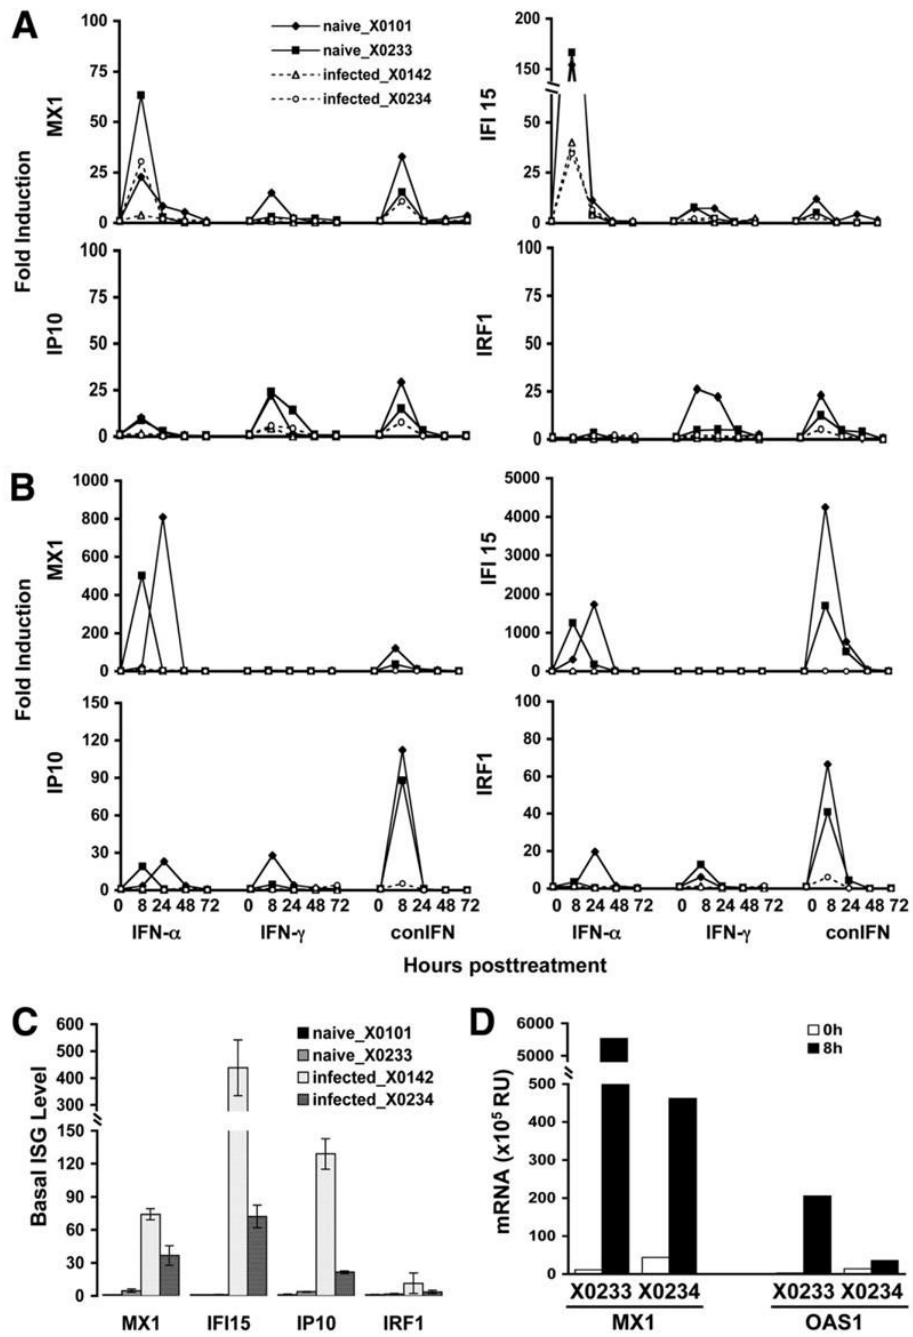 A
naive_X0101
naive_X0233
infected_X0142
infected_X0234
Fold Induction
MX1
100
75
50
25
0
IFI 15
150
50
25
0
IP10
100
75
50
25
0
IRF1
100
75
50
25
0
B
Fold Induction
MX1
1000
800
600
400
200
0
IFI 15
5000
4000
3000
2000
1000
0
IP10
150
120
90
60
30
0
0 8 24 48 72 0 8 24 48 72 0 8 24 48 72
IFN-α IFN-γ conIFN
IRF1
100
80
60
40
20
0
0 8 24 48 72 0 8 24 48 72 0 8 24 48 72
IFN-α IFN-γ conIFN
Hours posttreatment
C
Basal ISG Level
600
500
400
300
150
120
90
60
30
0
naive_X0101
naive_X0233
infected_X0142
infected_X0234
MX1 IFI15 IP10 IRF1
D
mRNA (x10⁵ RU)
6000
5000
500
400
300
200
100
0
0h
8h
X0233 X0234 X0233 X0234
MX1 OAS1